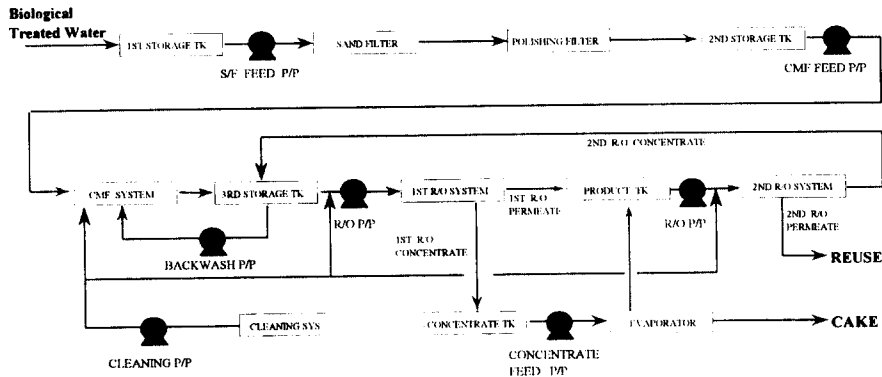 Biological
Treated Water
1ST STORAGE TK
SAND FILTER
POLISHING FILTER
2ND STORAGE TK
S/F FEED P/P
CMF FEED P/P
2ND R/O CONCENTRATE
CMF SYSTEM
3RD STORAGE TK
1ST R/O SYSTEM
PRODUCT TK
2ND R/O SYSTEM
R/O P/P
1ST R/O
PERMEATE
R/O P/P
2ND R/O
PERMEATE
1ST R/O
CONCENTRATE
BACKWASH P/P
REUSE
CLEANING SYS
CONCENTRATE TK
EVAPORATOR
CAKE
CLEANING P/P
CONCENTRATE
FEED P/P